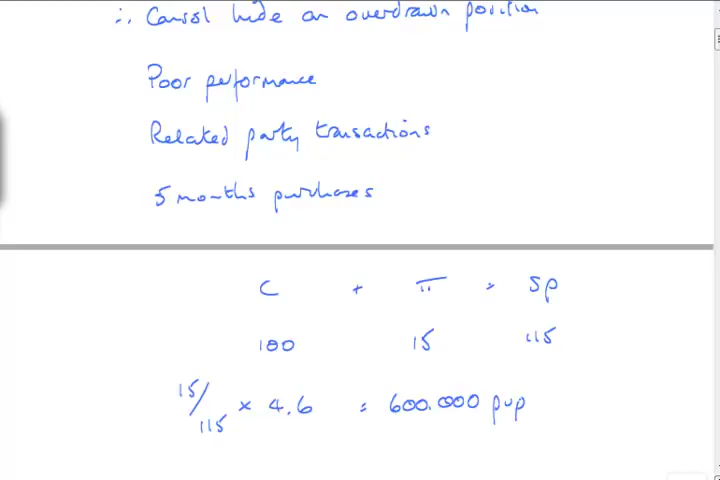 ∴ Cannot hide an overdrawn position
Poor performance
Related party transactions
5 months purchases
C + π = SP
100 15 115
15/115 × 4.6 = 600.000 pup